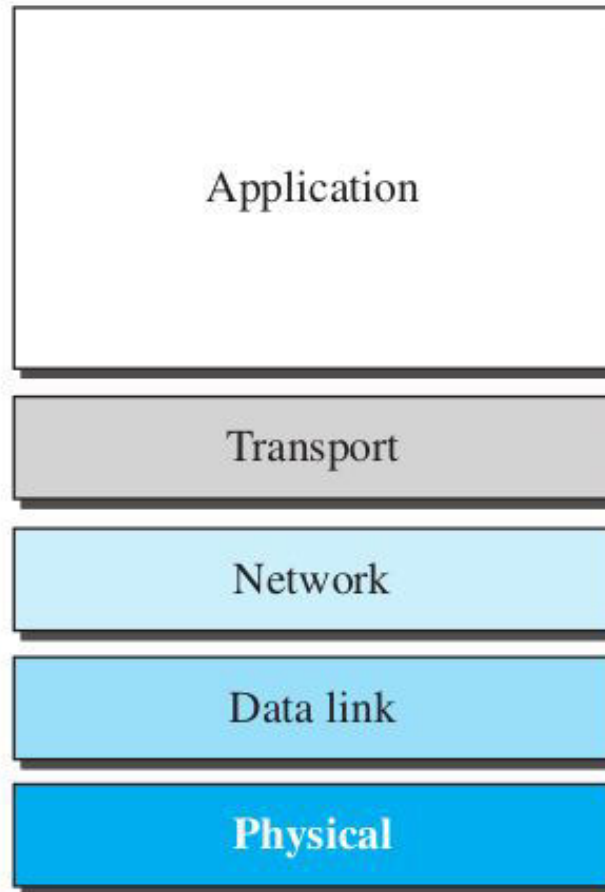 Application
Transport
Network
Data link
Physical